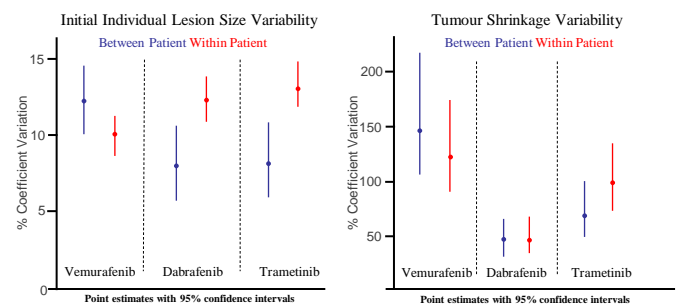 Initial Individual Lesion Size Variability
Between Patient Within Patient
% Coefficient Variation
15
10
5
0
Vemurafenib Dabrafenib Trametinib
Point estimates with 95% confidence intervals
Tumour Shrinkage Variability
Between Patient Within Patient
% Coefficient Variation
200
150
100
50
Vemurafenib Dabrafenib Trametinib
Point estimates with 95% confidence intervals